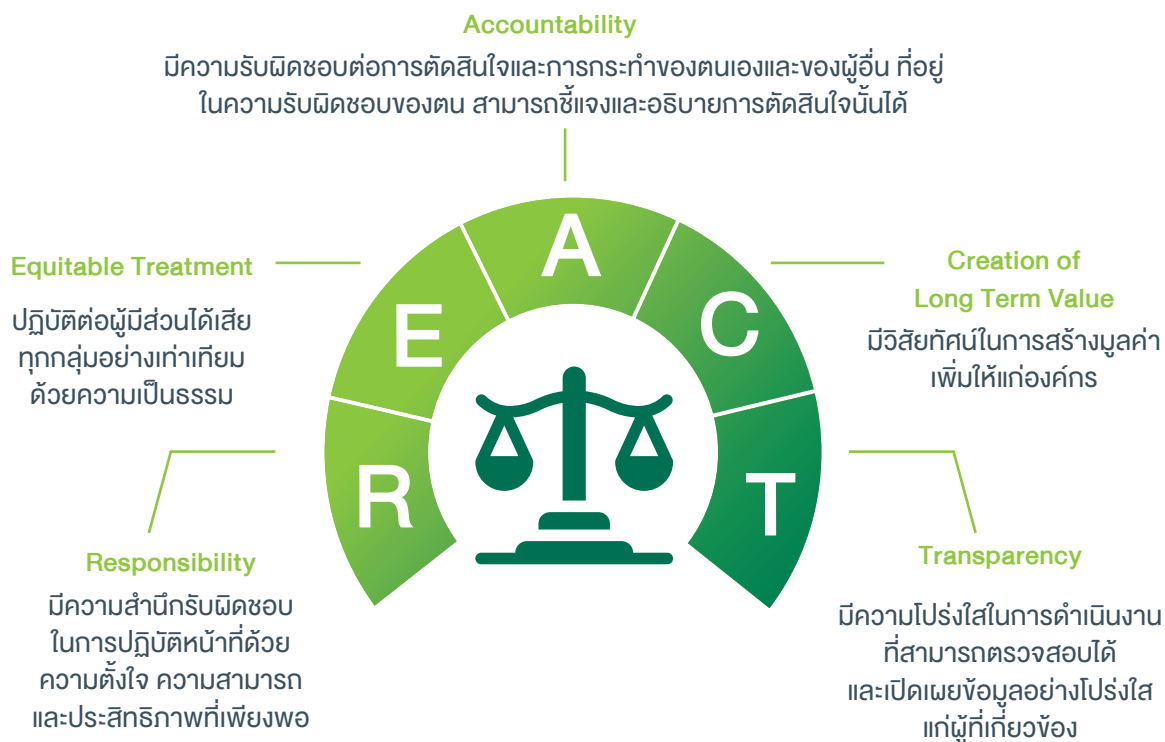 Accountability
มีความรับผิดชอบต่อการตัดสินใจและการกระทำของตนเองและของผู้อื่น ที่อยู่
ในความรับผิดชอบของตน สามารถชี้แจงและอธิบายการตัดสินใจนั้นได้
R
E
A
C
T
Equitable Treatment
ปฏิบัติต่อผู้มีส่วนได้เสีย
ทุกกลุ่มอย่างเท่าเทียม
ด้วยความเป็นธรรม
Creation of
Long Term Value
มีวิสัยทัศน์ในการสร้างมูลค่า
เพิ่มให้แก่องค์กร
Responsibility
มีความสำนึกรับผิดชอบ
ในการปฏิบัติหน้าที่ด้วย
ความตั้งใจ ความสามารถ
และประสิทธิภาพที่เพียงพอ
Transparency
มีความโปร่งใสในการดำเนินงาน
ที่สามารถตรวจสอบได้
และเปิดเผยข้อมูลอย่างโปร่งใส
แก่ผู้ที่เกี่ยวข้อง